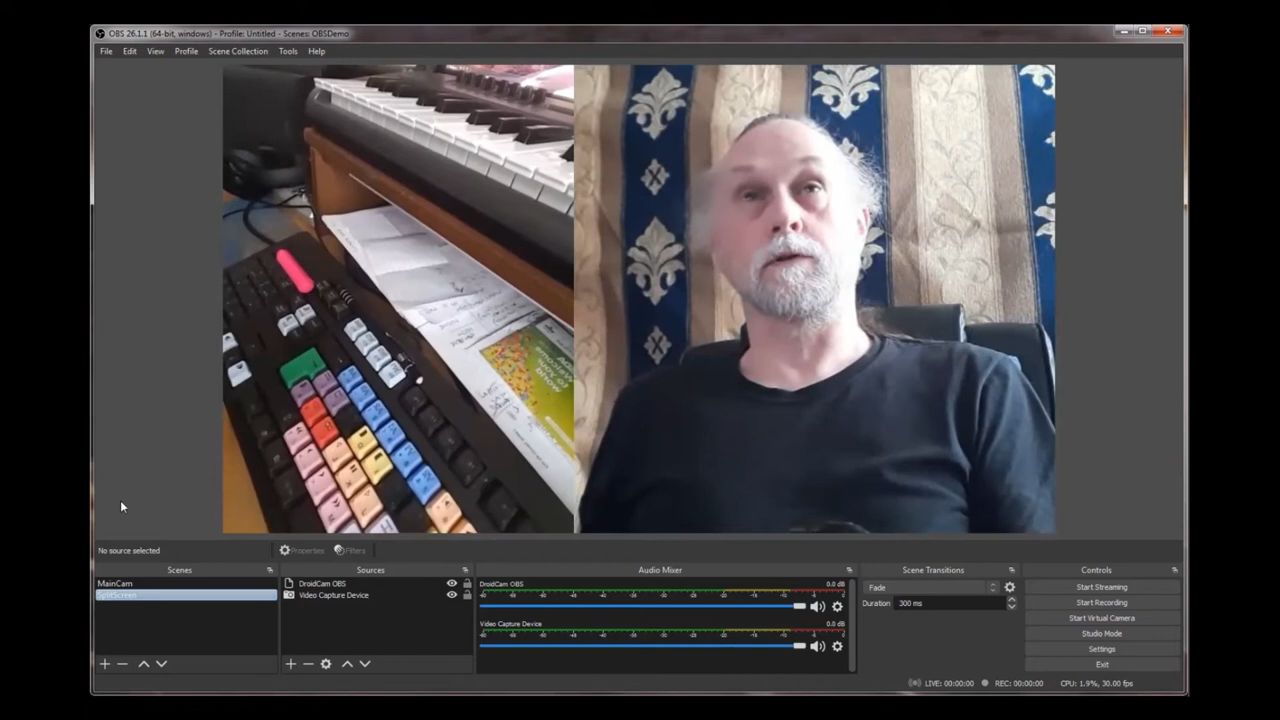 OBS 26.1.1 (64-bit, windows) - Profile: Untitled - Scenes: OBSDemo
File Edit View Profile Scene Collection Tools Help
No source selected Properties Filters
Scenes Sources Audio Mixer Scene Transitions Controls
MainCam
SplitScreen
DroidCam OBS
Video Capture Device
DroidCam OBS 0.0 dB
Video Capture Device 0.0 dB
Fade
Duration 300 ms
Start Streaming
Start Recording
Start Virtual Camera
Studio Mode
Settings
Exit
LIVE: 00:00:00 REC: 00:00:00 CPU: 1.9%, 30.00 fps